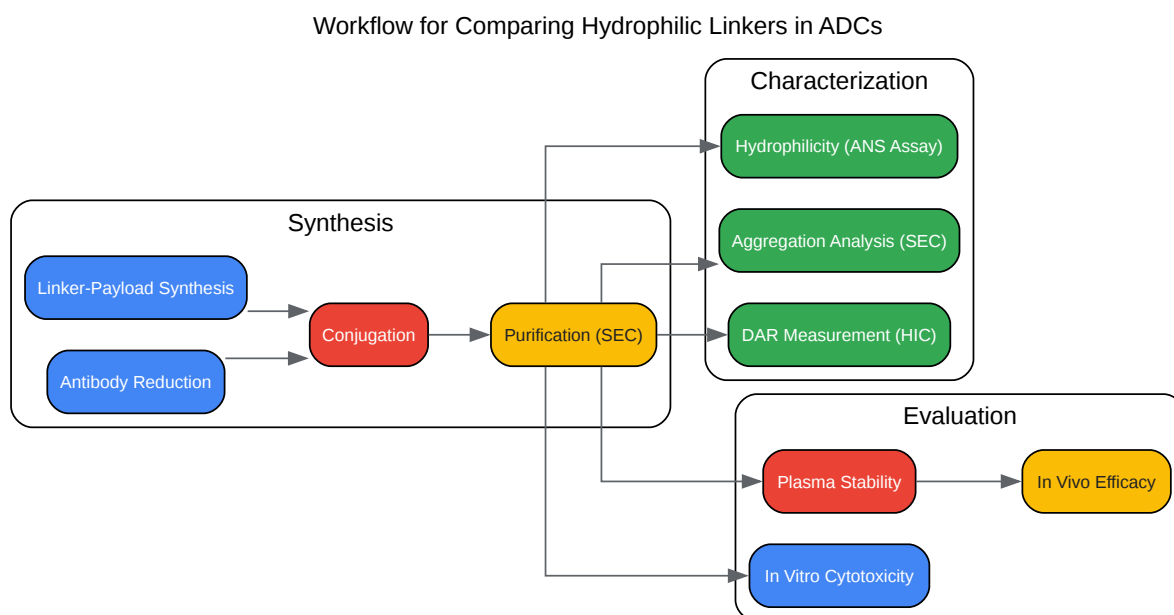 Workflow for Comparing Hydrophilic Linkers in ADCs
Synthesis
Linker-Payload Synthesis
Antibody Reduction
Conjugation
Purification (SEC)
Characterization
Hydrophilicity (ANS Assay)
Aggregation Analysis (SEC)
DAR Measurement (HIC)
Evaluation
Plasma Stability
In Vivo Efficacy
In Vitro Cytotoxicity